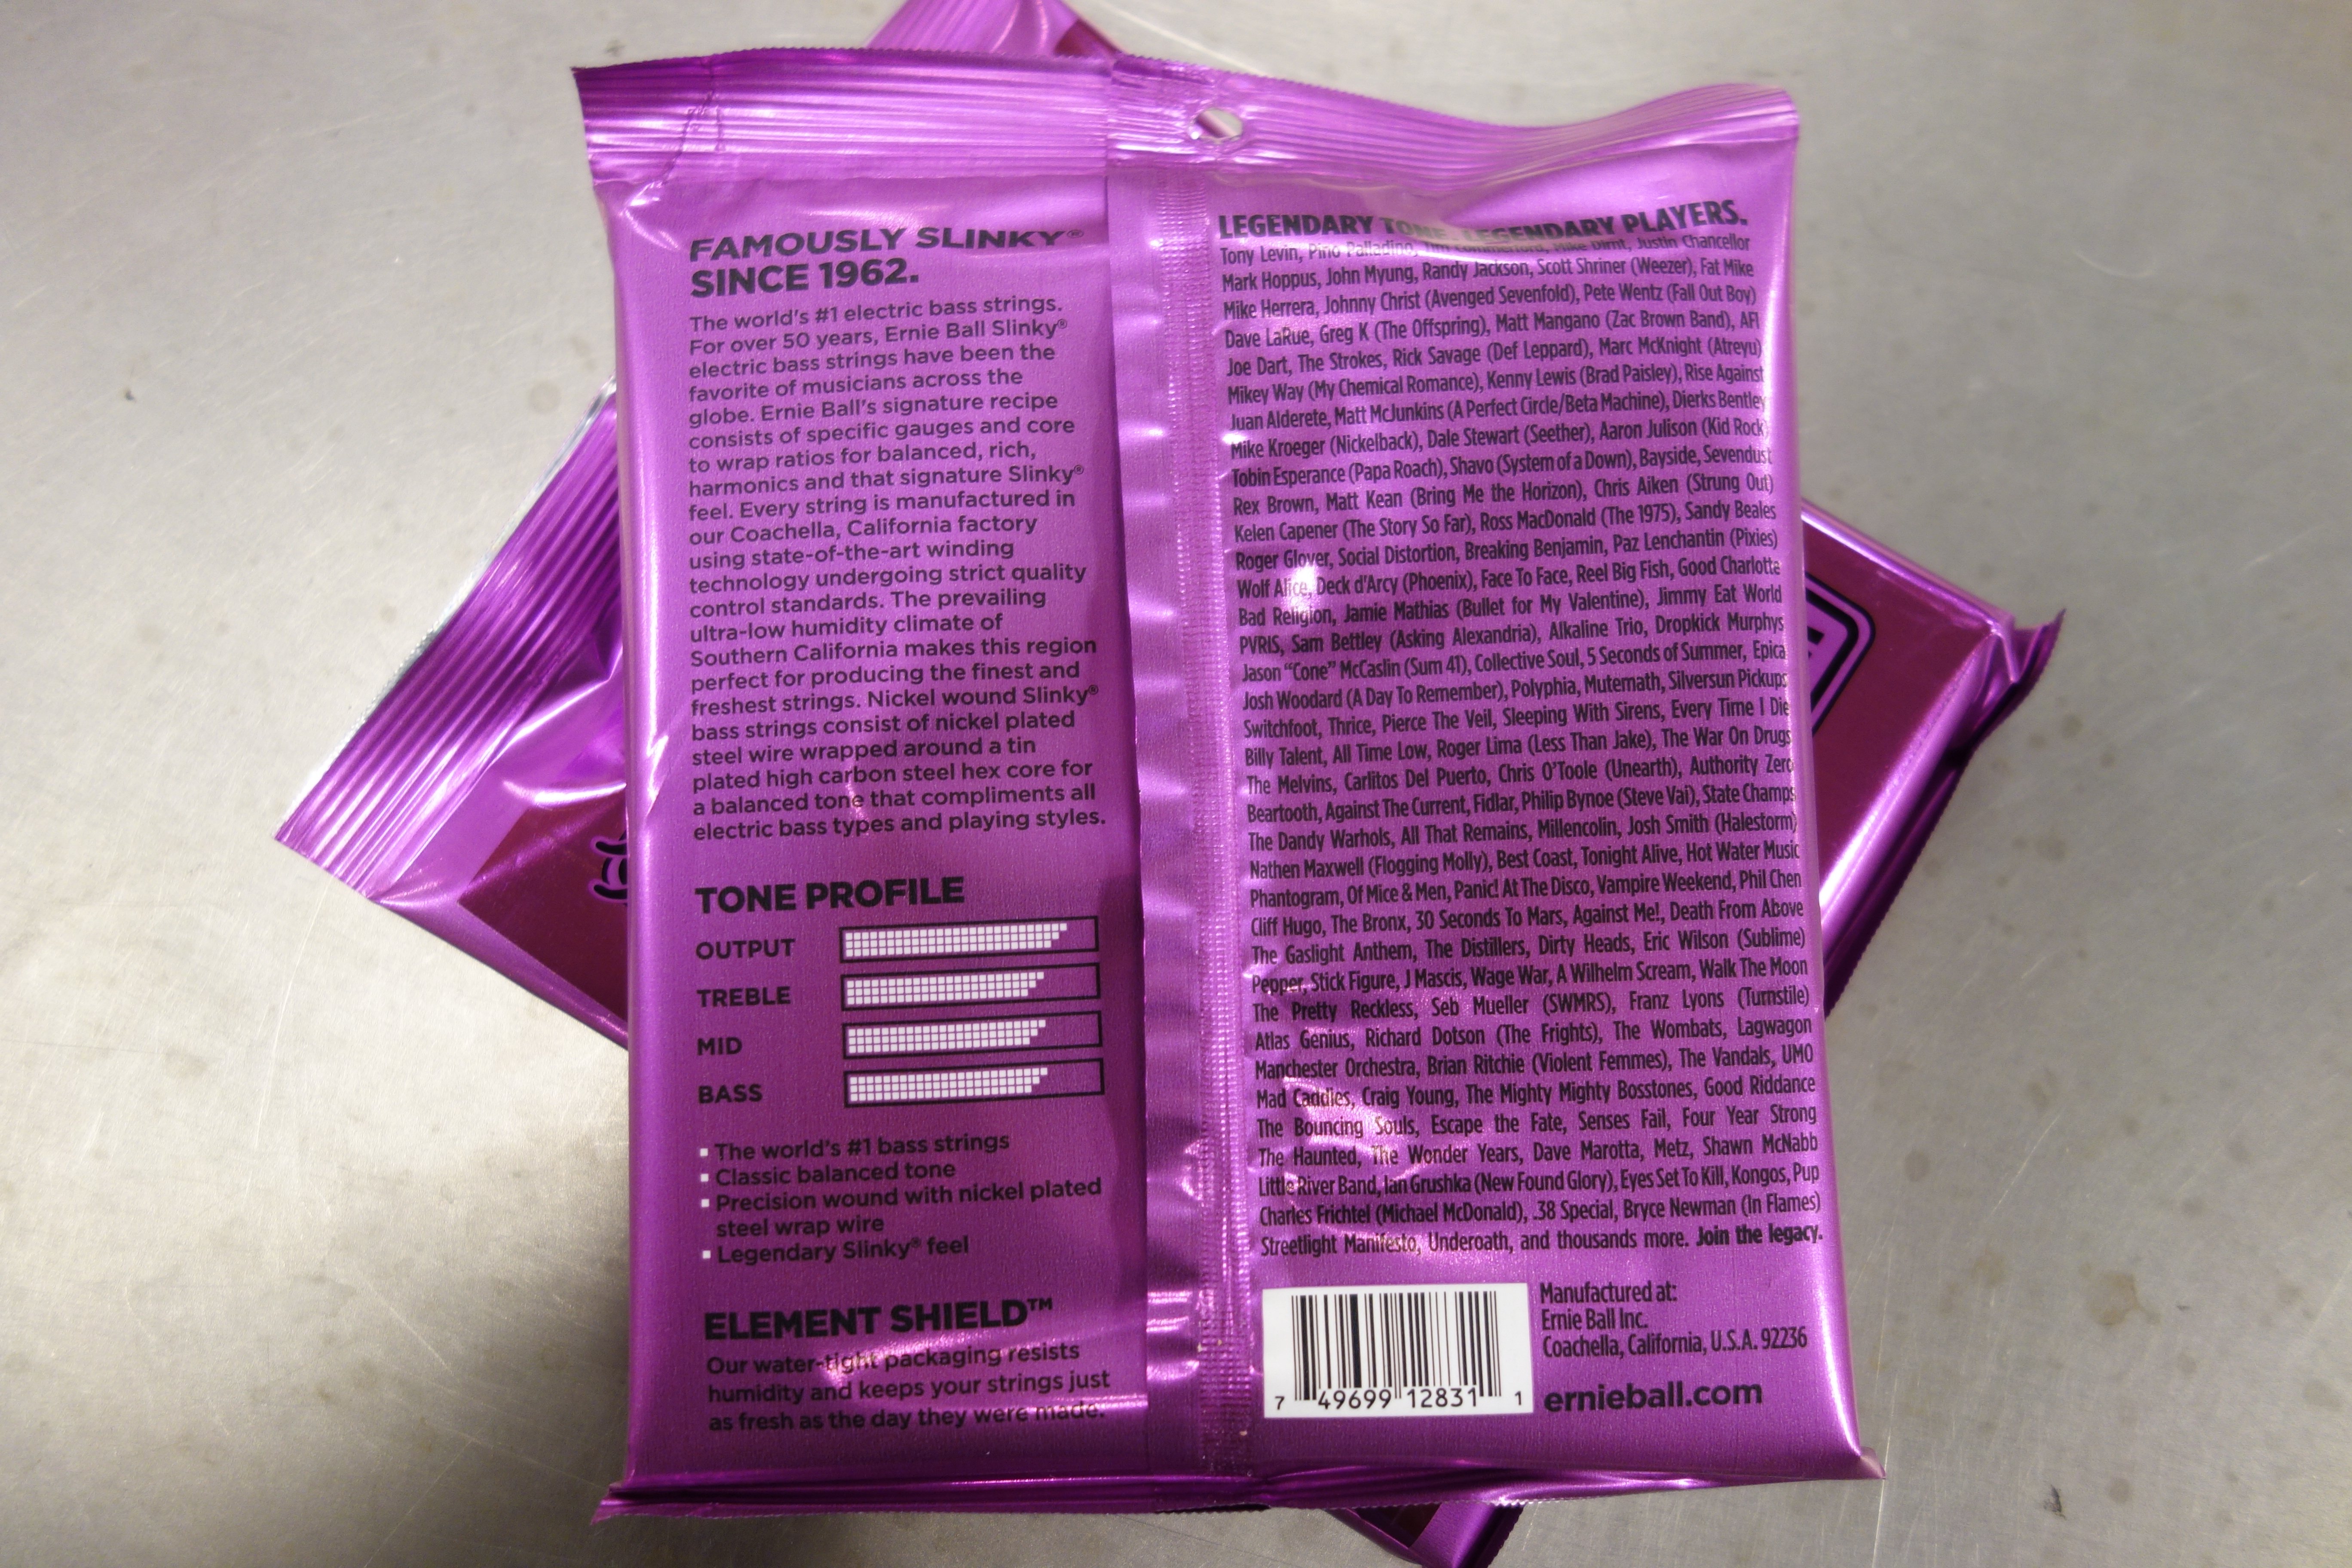 FAMOUSLY SLINKY®
SINCE 1962.
The world's #1 electric bass strings.
For over 50 years, Ernie Ball Slinky®
electric bass strings have been the
favorite of musicians across the
globe. Ernie Ball's signature recipe
consists of specific gauges and core
to wrap ratios for balanced, rich,
harmonics and that signature Slinky®
feel. Every string is manufactured in
our Coachella, California factory
using state-of-the-art winding
technology undergoing strict quality
control standards. The prevailing
ultra-low humidity climate of
Southern California makes this region
perfect for producing the finest and
freshest strings. Nickel wound Slinky®
bass strings consist of nickel plated
steel wire wrapped around a tin
plated high carbon steel hex core for
a balanced tone that compliments all
electric bass types and playing styles.
TONE PROFILE
OUTPUT
TREBLE
MID
BASS
▪ The world's #1 bass strings
▪ Classic balanced tone
▪ Precision wound with nickel plated
steel wrap wire
▪ Legendary Slinky® feel
ELEMENT SHIELD™
Our water-tight packaging resists
humidity and keeps your strings just
as fresh as the day they were made.
LEGENDARY TONE. LEGENDARY PLAYERS.
Tony Levin, Pino Palladino, Mike Dirnt, Justin Chancellor
Mark Hoppus, John Myung, Randy Jackson, Scott Shriner (Weezer), Fat Mike
Mike Herrera, Johnny Christ (Avenged Sevenfold), Pete Wentz (Fall Out Boy)
Dave LaRue, Greg K (The Offspring), Matt Mangano (Zac Brown Band), AFI
Joe Dart, The Strokes, Rick Savage (Def Leppard), Marc McKnight (Atreyu)
Mikey Way (My Chemical Romance), Kenny Lewis (Brad Paisley), Rise Against
Juan Alderete, Matt McJunkins (A Perfect Circle/Beta Machine), Dierks Bentley
Mike Kroeger (Nickelback), Dale Stewart (Seether), Aaron Julison (Kid Rock)
Tobin Esperance (Papa Roach), Shavo (System of a Down), Bayside, Sevendust
Rex Brown, Matt Kean (Bring Me the Horizon), Chris Aiken (Strung Out)
Kelen Capener (The Story So Far), Ross MacDonald (The 1975), Sandy Beales
Roger Glover, Social Distortion, Breaking Benjamin, Paz Lenchantin (Pixies)
Wolf Alice, Deck d'Arcy (Phoenix), Face To Face, Reel Big Fish, Good Charlotte
Bad Religion, Jamie Mathias (Bullet for My Valentine), Jimmy Eat World
PVRIS, Sam Bettley (Asking Alexandria), Alkaline Trio, Dropkick Murphys
Jason “Cone” McCaslin (Sum 41), Collective Soul, 5 Seconds of Summer, Epica
Josh Woodard (A Day To Remember), Polyphia, Mutemath, Silversun Pickups
Switchfoot, Thrice, Pierce The Veil, Sleeping With Sirens, Every Time I Die
Billy Talent, All Time Low, Roger Lima (Less Than Jake), The War On Drugs
The Melvins, Carlitos Del Puerto, Chris O'Toole (Unearth), Authority Zero
Beartooth, Against The Current, Fidlar, Philip Bynoe (Steve Vai), State Champs
The Dandy Warhols, All That Remains, Millencolin, Josh Smith (Halestorm)
Nathen Maxwell (Flogging Molly), Best Coast, Tonight Alive, Hot Water Music
Phantogram, Of Mice & Men, Panic! At The Disco, Vampire Weekend, Phil Chen
Cliff Hugo, The Bronx, 30 Seconds To Mars, Against Me!, Death From Above
The Gaslight Anthem, The Distillers, Dirty Heads, Eric Wilson (Sublime)
Pepper, Stick Figure, J Mascis, Wage War, A Wilhelm Scream, Walk The Moon
The Pretty Reckless, Seb Mueller (SWMRS), Franz Lyons (Turnstile)
Atlas Genius, Richard Dotson (The Frights), The Wombats, Lagwagon
Manchester Orchestra, Brian Ritchie (Violent Femmes), The Vandals, UMO
Mad Caddies, Craig Young, The Mighty Mighty Bosstones, Good Riddance
The Bouncing Souls, Escape the Fate, Senses Fail, Four Year Strong
The Haunted, The Wonder Years, Dave Marotta, Metz, Shawn McNabb
Little River Band, Ian Grushka (New Found Glory), Eyes Set To Kill, Kongos, Pup
Charles Frichtel (Michael McDonald), .38 Special, Bryce Newman (In Flames)
Streetlight Manifesto, Underoath, and thousands more. Join the legacy.
7 49699 12831 1
Manufactured at:
Ernie Ball Inc.
Coachella, California, U.S.A. 92236
ernieball.com